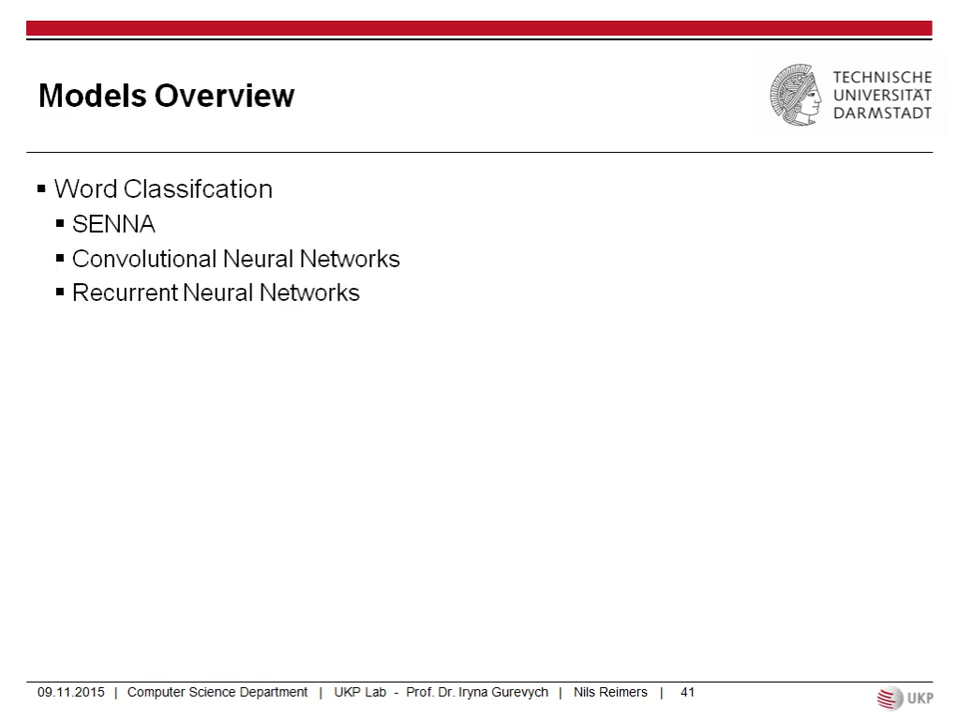 Models Overview
TECHNISCHE
UNIVERSITÄT
DARMSTADT
▪ Word Classifcation
▪ SENNA
▪ Convolutional Neural Networks
▪ Recurrent Neural Networks
09.11.2015 | Computer Science Department | UKP Lab - Prof. Dr. Iryna Gurevych | Nils Reimers | 41
UKP